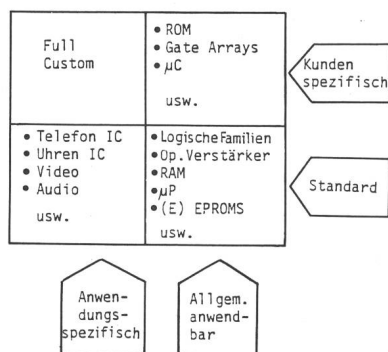 Full
Custom
• ROM
• Gate Arrays
• µC
usw.
Kunden
spezifisch
• Telefon IC
• Uhren IC
• Video
• Audio
usw.
• Logische Familien
• Op.Verstärker
• RAM
• µP
• (E) EPROMS
usw.
Standard
Anwen-
dungs-
spezifisch
Allgem.
anwend-
bar